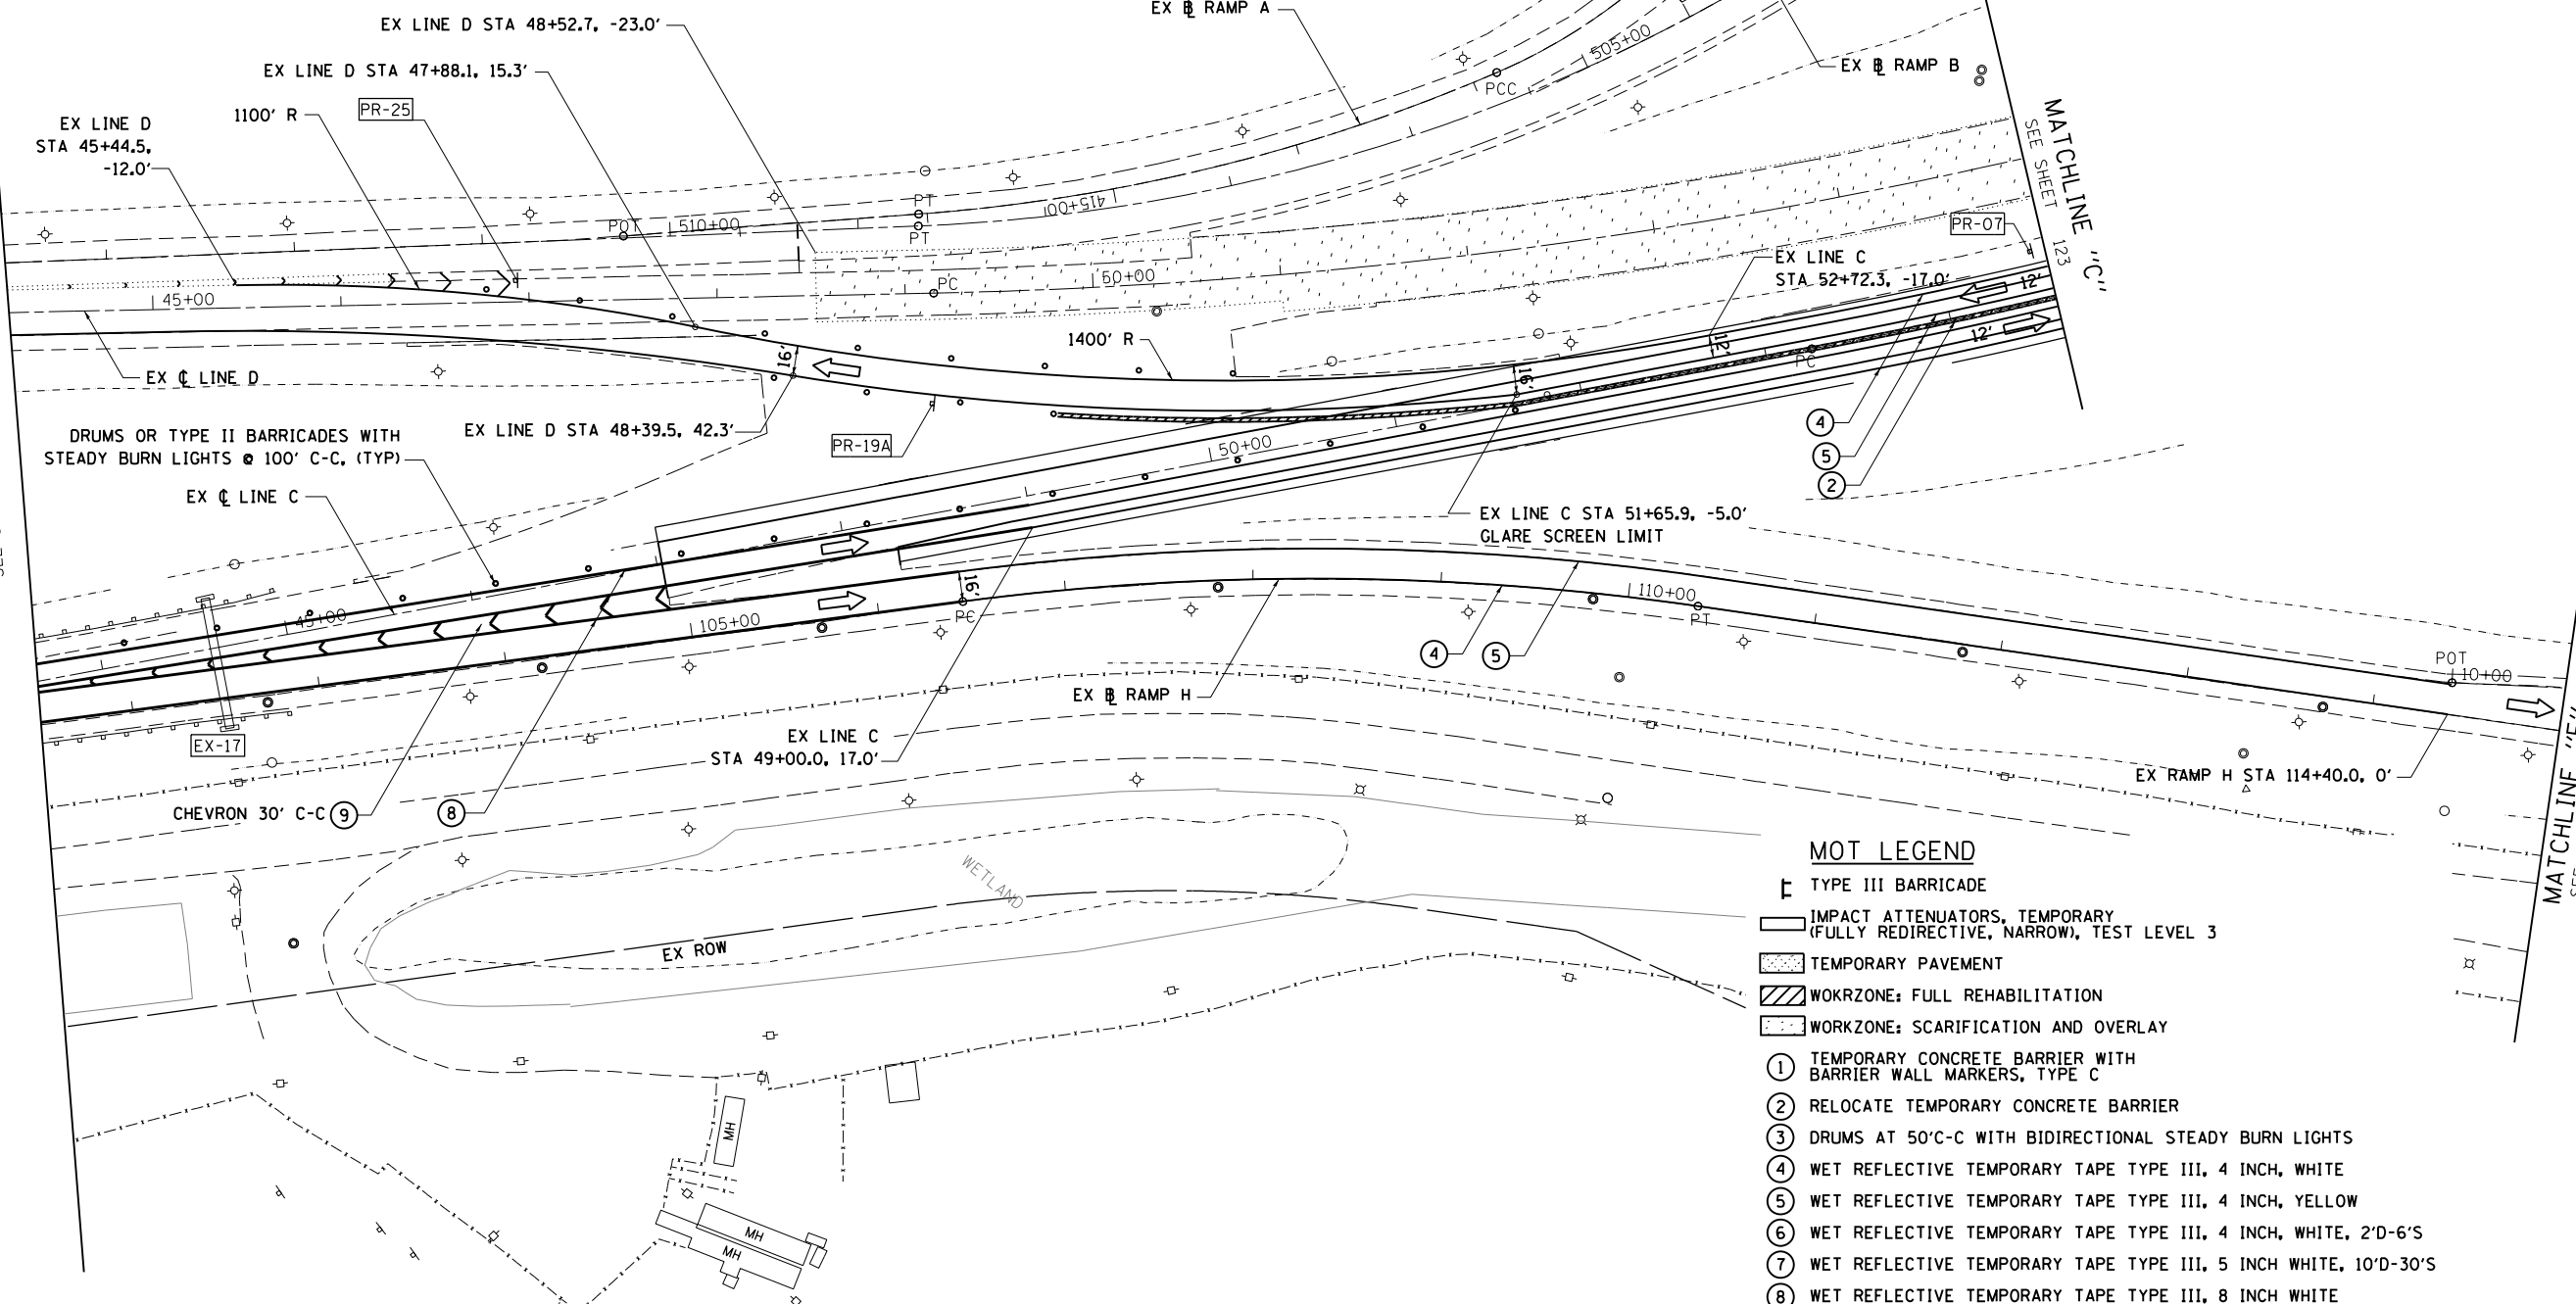 EX LINE D STA 48+52.7, -23.0'
EX LINE D STA 47+88.1, 15.3'
EX LINE D
STA 45+44.5,
-12.0'
1100' R
PR-25
EX ␢ RAMP A
505+00
PCC
EX ␢ RAMP B
MATCHLINE "C"
SEE SHEET 123
PR-07
POT
510+00
PT
PT
415+00
45+00
PC
50+00
EX LINE C
STA 52+72.3, -17.0'
12'
12'
12'
1400' R
16'
16'
PC
EX ℄ LINE D
EX LINE D STA 48+39.5, 42.3'
PR-19A
50+00
4
5
2
DRUMS OR TYPE II BARRICADES WITH
STEADY BURN LIGHTS @ 100' C-C, (TYP)
EX ℄ LINE C
EX LINE C STA 51+65.9, -5.0'
GLARE SCREEN LIMIT
45+00
105+00
16'
PC
110+00
PT
4
5
POT
10+00
EX ␢ RAMP H
EX-17
EX LINE C
STA 49+00.0, 17.0'
EX RAMP H STA 114+40.0, 0'
CHEVRON 30' C-C 9
8
WETLAND
EX ROW
MH
MH
MH
MOT LEGEND
TYPE III BARRICADE
IMPACT ATTENUATORS, TEMPORARY
(FULLY REDIRECTIVE, NARROW), TEST LEVEL 3
TEMPORARY PAVEMENT
WOKRZONE: FULL REHABILITATION
WORKZONE: SCARIFICATION AND OVERLAY
1 TEMPORARY CONCRETE BARRIER WITH
BARRIER WALL MARKERS, TYPE C
2 RELOCATE TEMPORARY CONCRETE BARRIER
3 DRUMS AT 50'C-C WITH BIDIRECTIONAL STEADY BURN LIGHTS
4 WET REFLECTIVE TEMPORARY TAPE TYPE III, 4 INCH, WHITE
5 WET REFLECTIVE TEMPORARY TAPE TYPE III, 4 INCH, YELLOW
6 WET REFLECTIVE TEMPORARY TAPE TYPE III, 4 INCH, WHITE, 2'D-6'S
7 WET REFLECTIVE TEMPORARY TAPE TYPE III, 5 INCH WHITE, 10'D-30'S
8 WET REFLECTIVE TEMPORARY TAPE TYPE III, 8 INCH WHITE
MATCHLINE